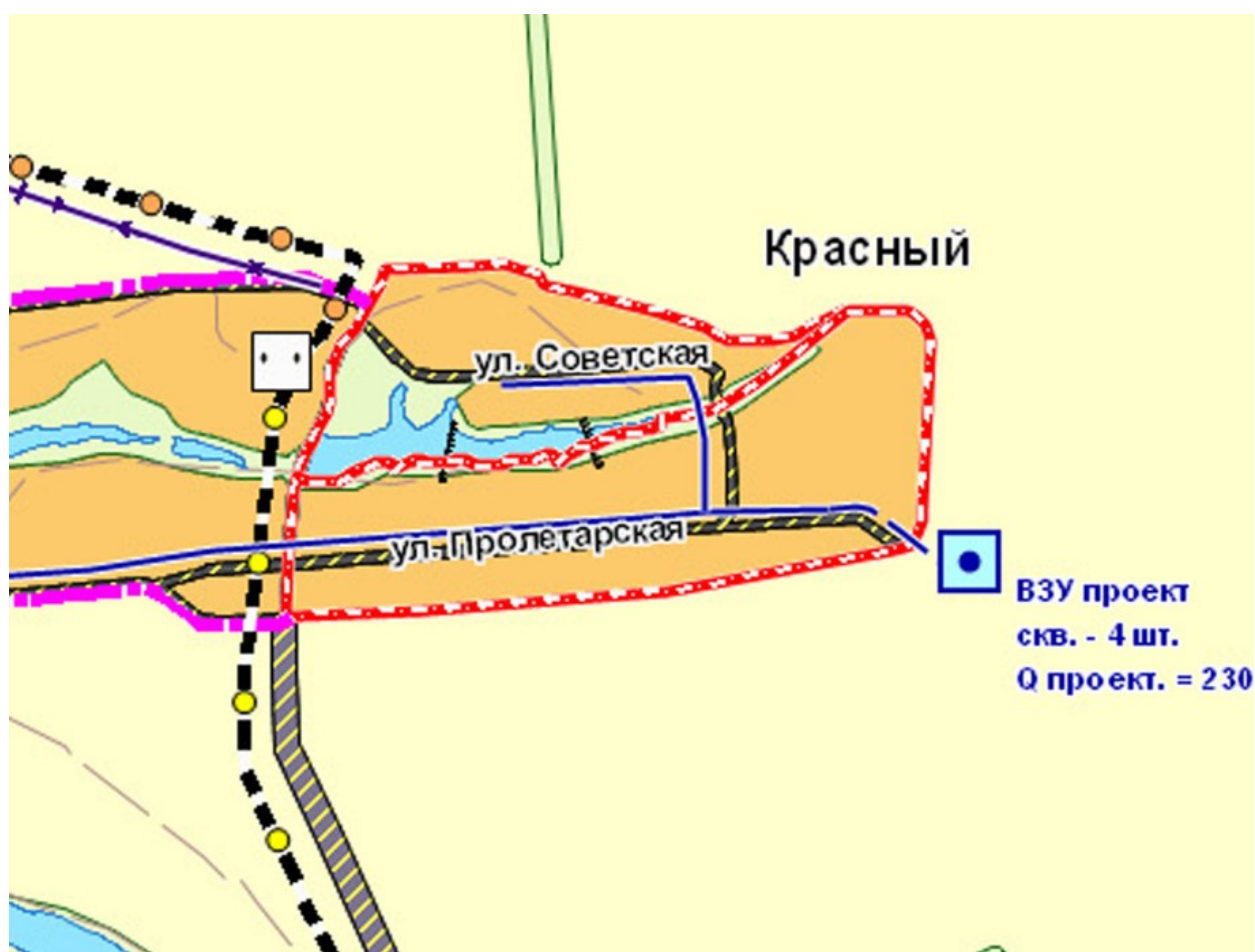 Красный
ул. Советская
ул. Пролетарская
ВЗУ проект
скв. - 4 шт.
Q проект. = 230